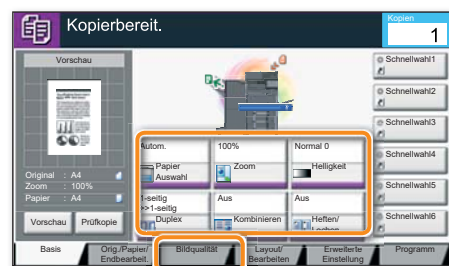 Kopierbereit.
Kopien
1
Vorschau
Original : A4
Zoom : 100%
Papier : A4
Vorschau
Prüfkopie
Autom.
Papier
Auswahl
100%
Zoom
Normal 0
Helligkeit
1-seitig
>>1-seitig
Duplex
Aus
Kombinieren
Aus
Heften/
Lochen
Schnellwahl1
Schnellwahl2
Schnellwahl3
Schnellwahl4
Schnellwahl5
Schnellwahl6
Basis
Orig./Papier/
Endbearbeit.
Bildqualität
Layout/
Bearbeiten
Erweiterte
Einstellung
Programm